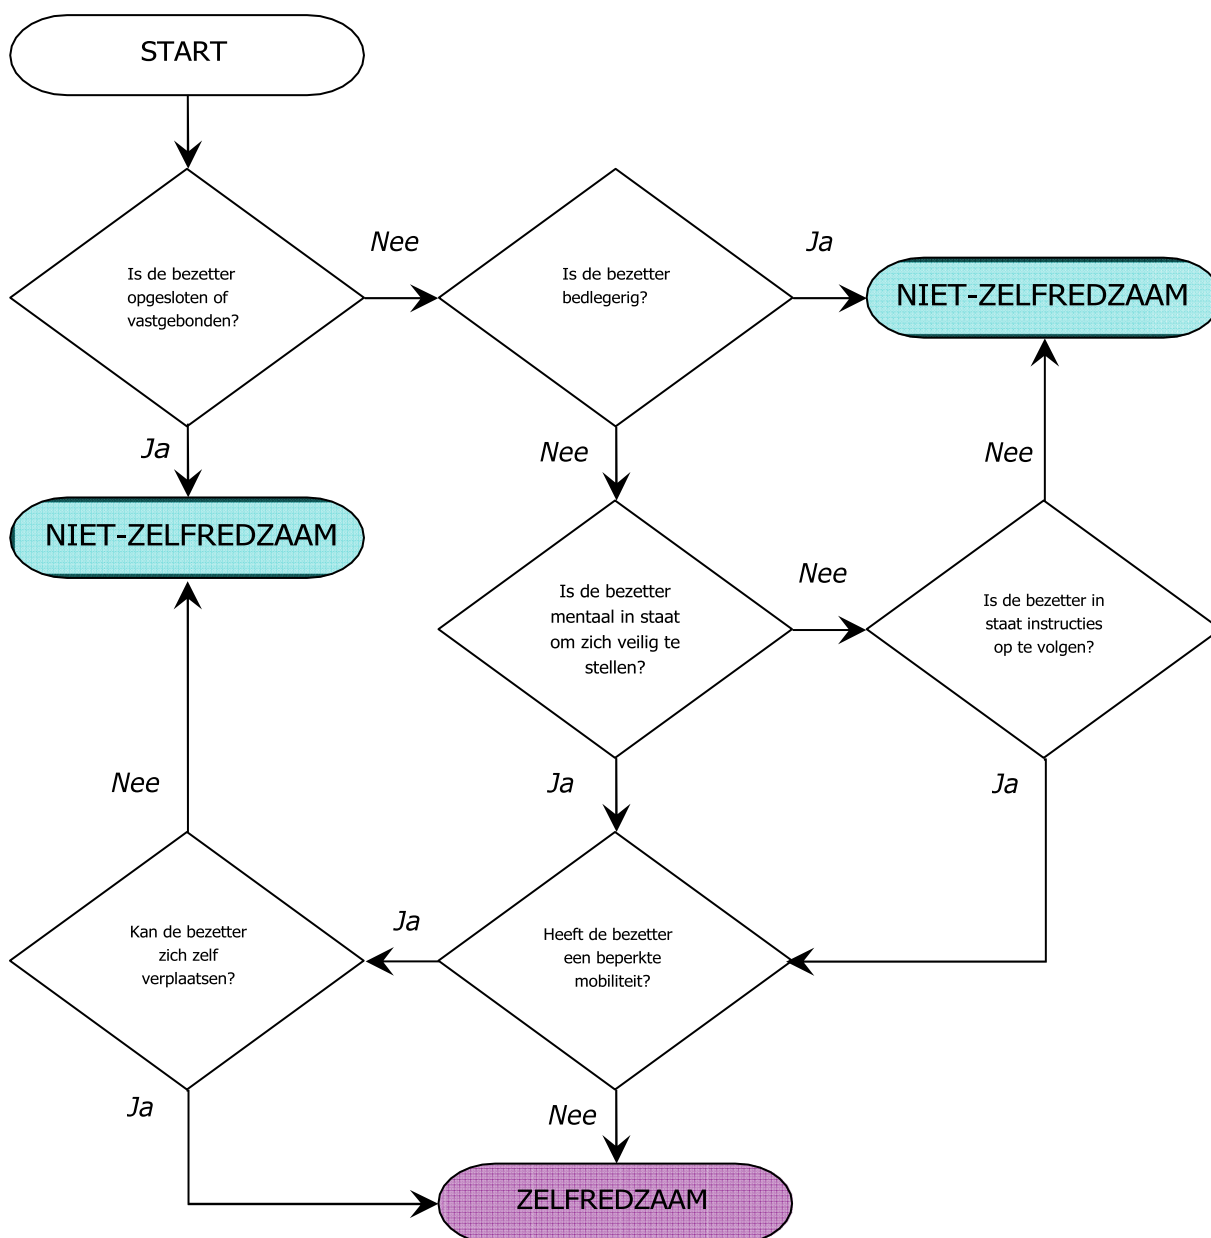 START
Nee
Ja
Is de bezetter
opgesloten of
vastgebonden?
Is de bezetter
bedlegerig?
NIET-ZELFREDZAAM
Ja
Nee
Nee
NIET-ZELFREDZAAM
Is de bezetter
mentaal in staat
om zich veilig te
stellen?
Nee
Is de bezetter in
staat instructies
op te volgen?
Nee
Ja
Ja
Kan de bezetter
zich zelf
verplaatsen?
Ja
Heeft de bezetter
een beperkte
mobiliteit?
Ja
Nee
ZELFREDZAAM